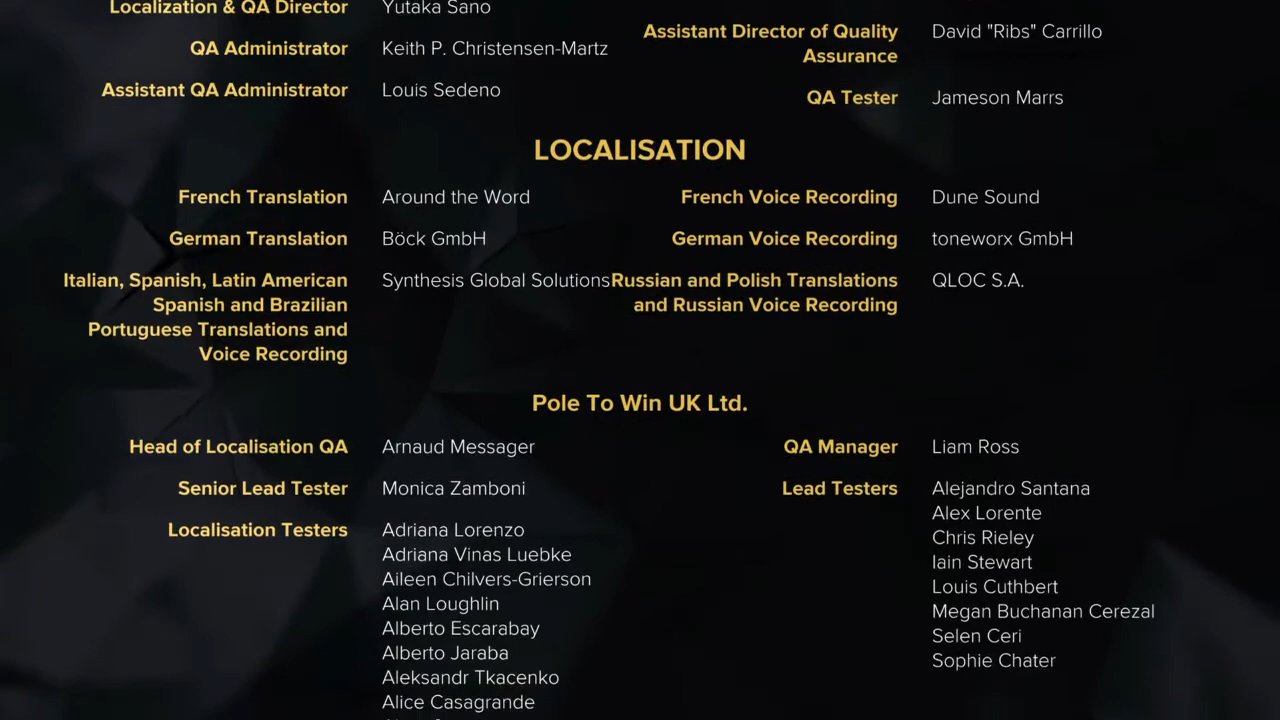 Localization & QA Director Yutaka Sano
QA Administrator Keith P. Christensen-Martz
Assistant QA Administrator Louis Sedeno
Assistant Director of Quality David "Ribs" Carrillo
Assurance
QA Tester Jameson Marrs
LOCALISATION
French Translation Around the Word
German Translation Böck GmbH
Italian, Spanish, Latin American Synthesis Global Solutions
Spanish and Brazilian
Portuguese Translations and
Voice Recording
French Voice Recording Dune Sound
German Voice Recording toneworx GmbH
Russian and Polish Translations QLOC S.A.
and Russian Voice Recording
Pole To Win UK Ltd.
Head of Localisation QA Arnaud Messager
Senior Lead Tester Monica Zamboni
Localisation Testers Adriana Lorenzo
Adriana Vinas Luebke
Aileen Chilvers-Grierson
Alan Loughlin
Alberto Escarabay
Alberto Jaraba
Aleksandr Tkacenko
Alice Casagrande
QA Manager Liam Ross
Lead Testers Alejandro Santana
Alex Lorente
Chris Rieley
Iain Stewart
Louis Cuthbert
Megan Buchanan Cerezal
Selen Ceri
Sophie Chater